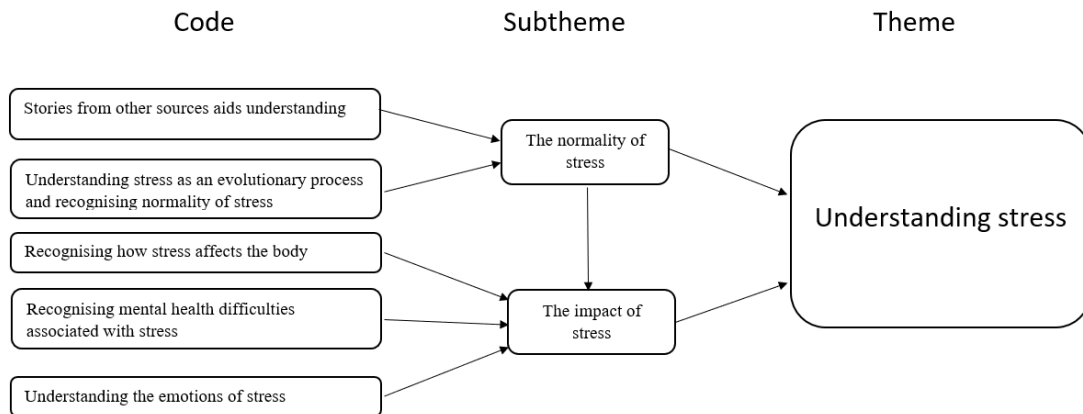 Code
Subtheme
Theme
Stories from other sources aids understanding
Understanding stress as an evolutionary process
and recognising normality of stress
Recognising how stress affects the body
Recognising mental health difficulties
associated with stress
Understanding the emotions of stress
The normality of
stress
The impact of
stress
Understanding stress